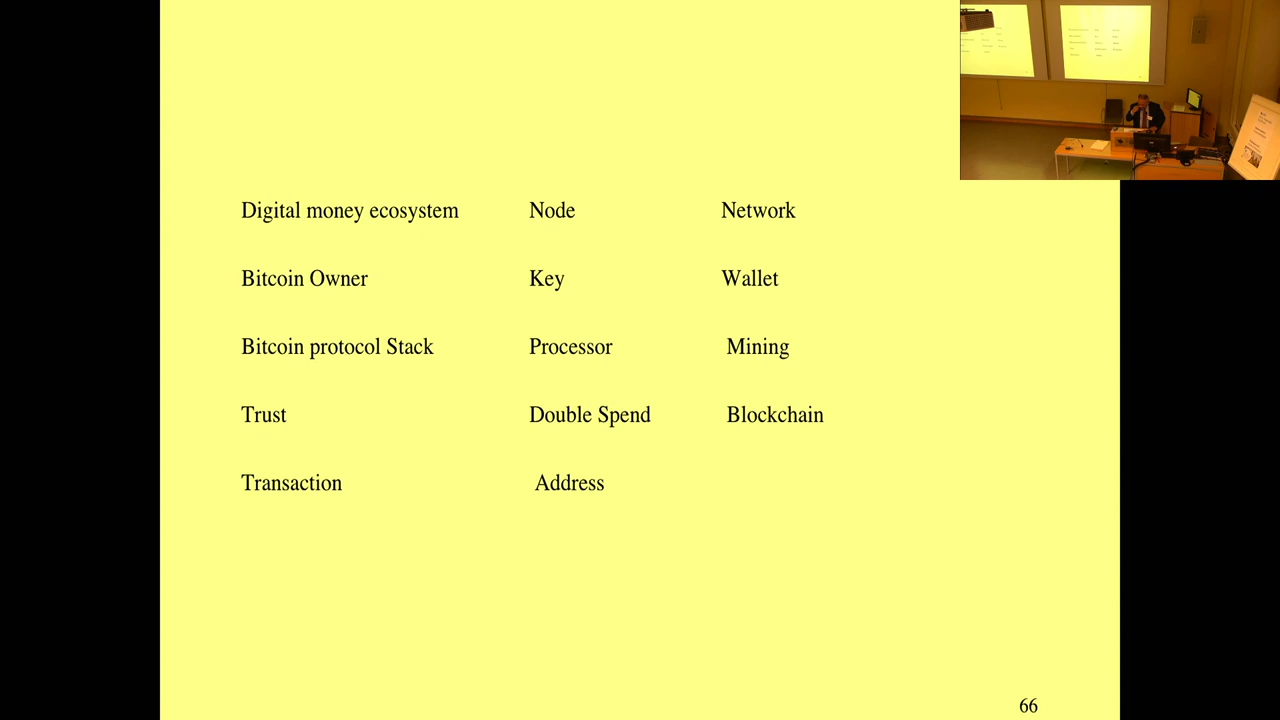 Digital money ecosystem Node Network
Bitcoin Owner Key Wallet
Bitcoin protocol Stack Processor Mining
Trust Double Spend Blockchain
Transaction Address
66